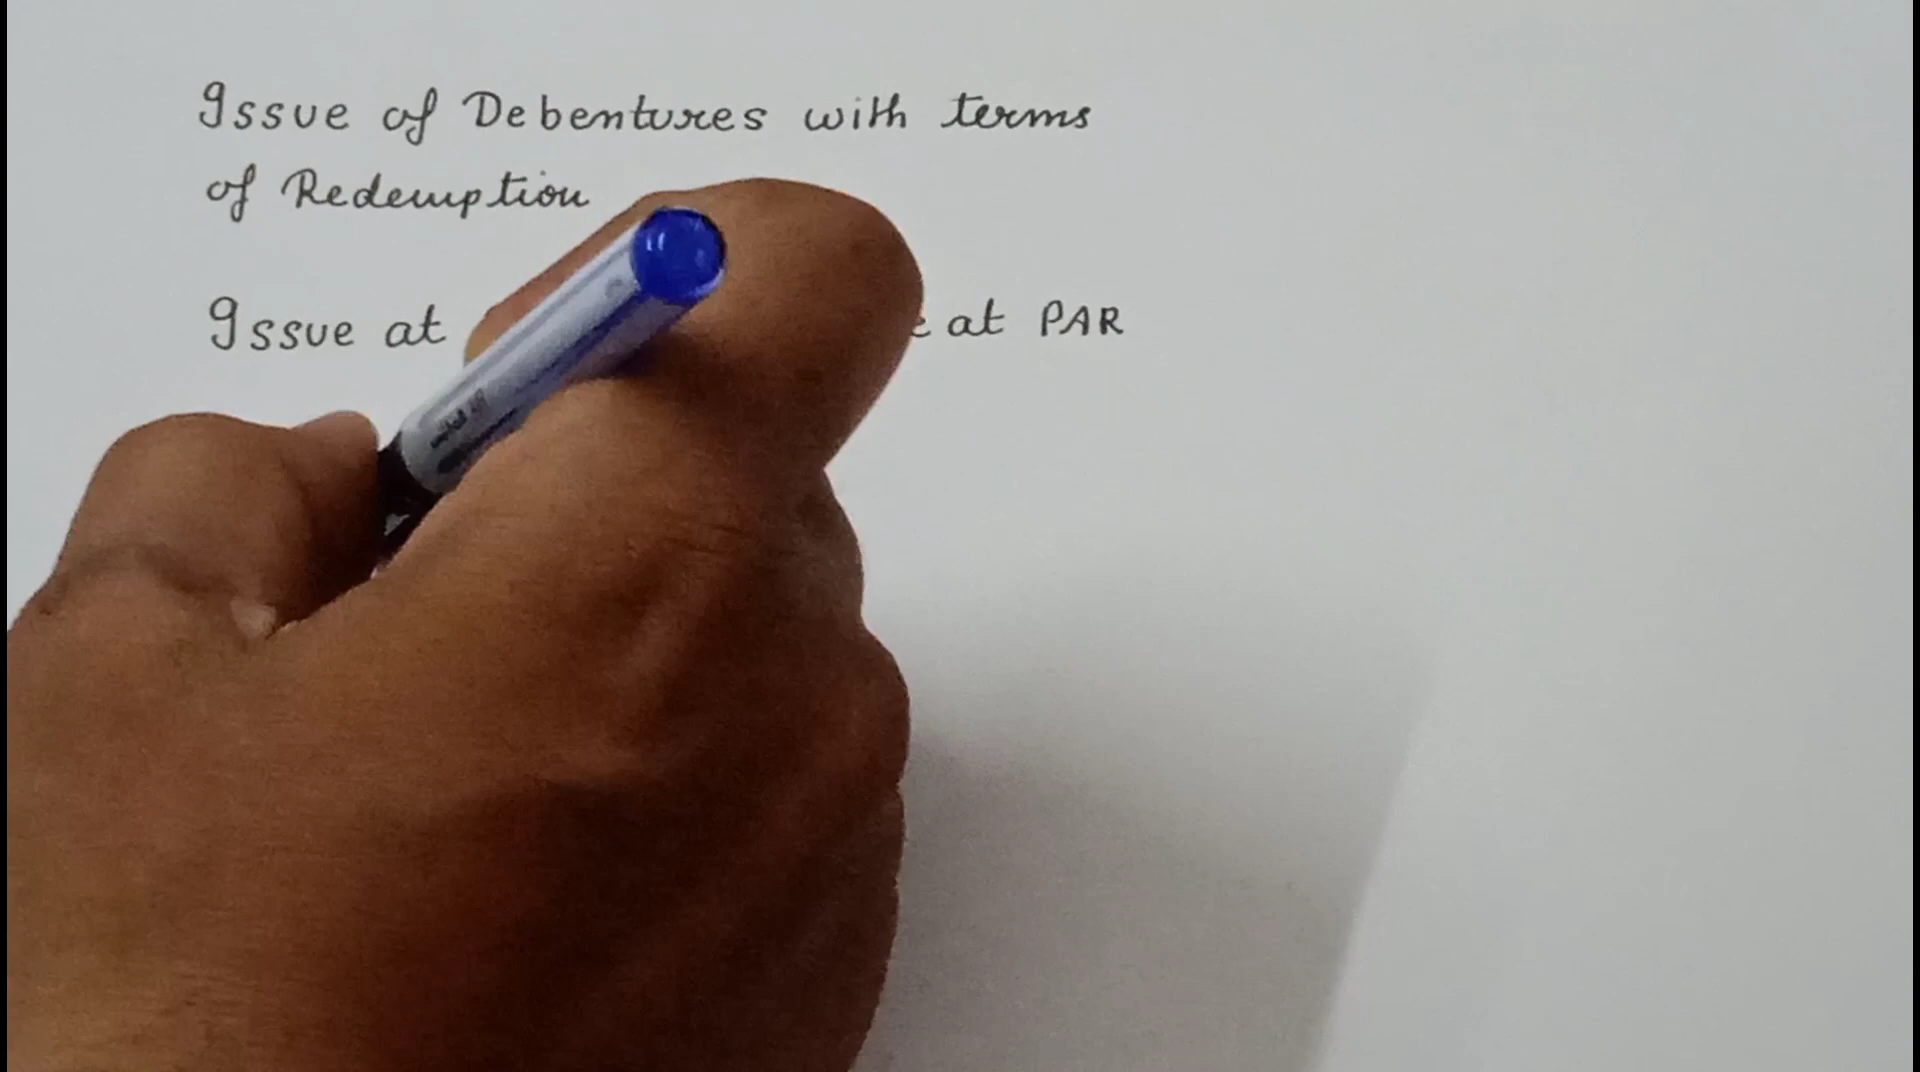 Issue of Debentures with terms
of Redemption
Issue at at PAR